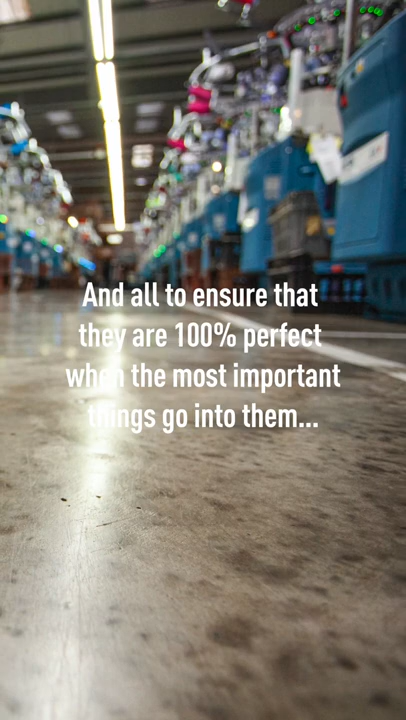 And all to ensure that
they are 100% perfect
when the most important
things go into them...